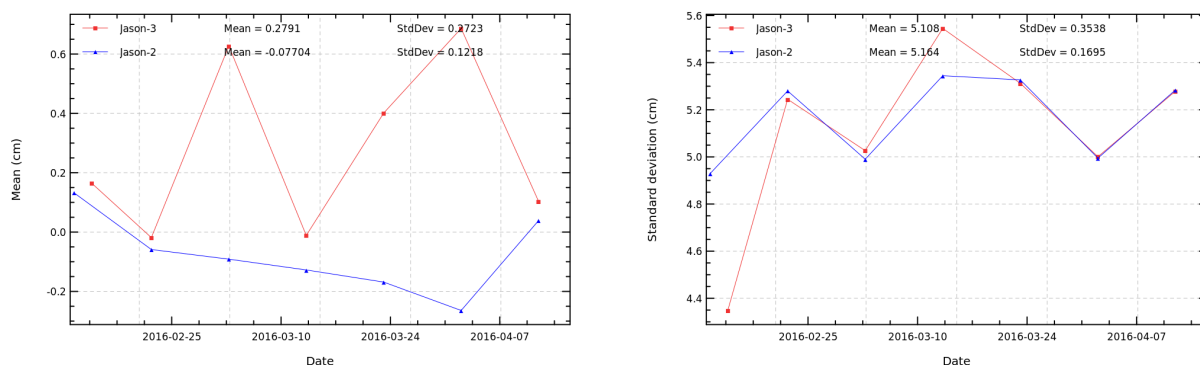 Jason-3 Mean = 0.2791 StdDev = 0.2723
Jason-2 Mean = -0.07704 StdDev = 0.1218
Mean (cm)
0.6
0.4
0.2
0.0
-0.2
2016-02-25 2016-03-10 2016-03-24 2016-04-07
Date
Jason-3 Mean = 5.108 StdDev = 0.3538
Jason-2 Mean = 5.164 StdDev = 0.1695
Standard deviation (cm)
5.6
5.4
5.2
5.0
4.8
4.6
4.4
2016-02-25 2016-03-10 2016-03-24 2016-04-07
Date